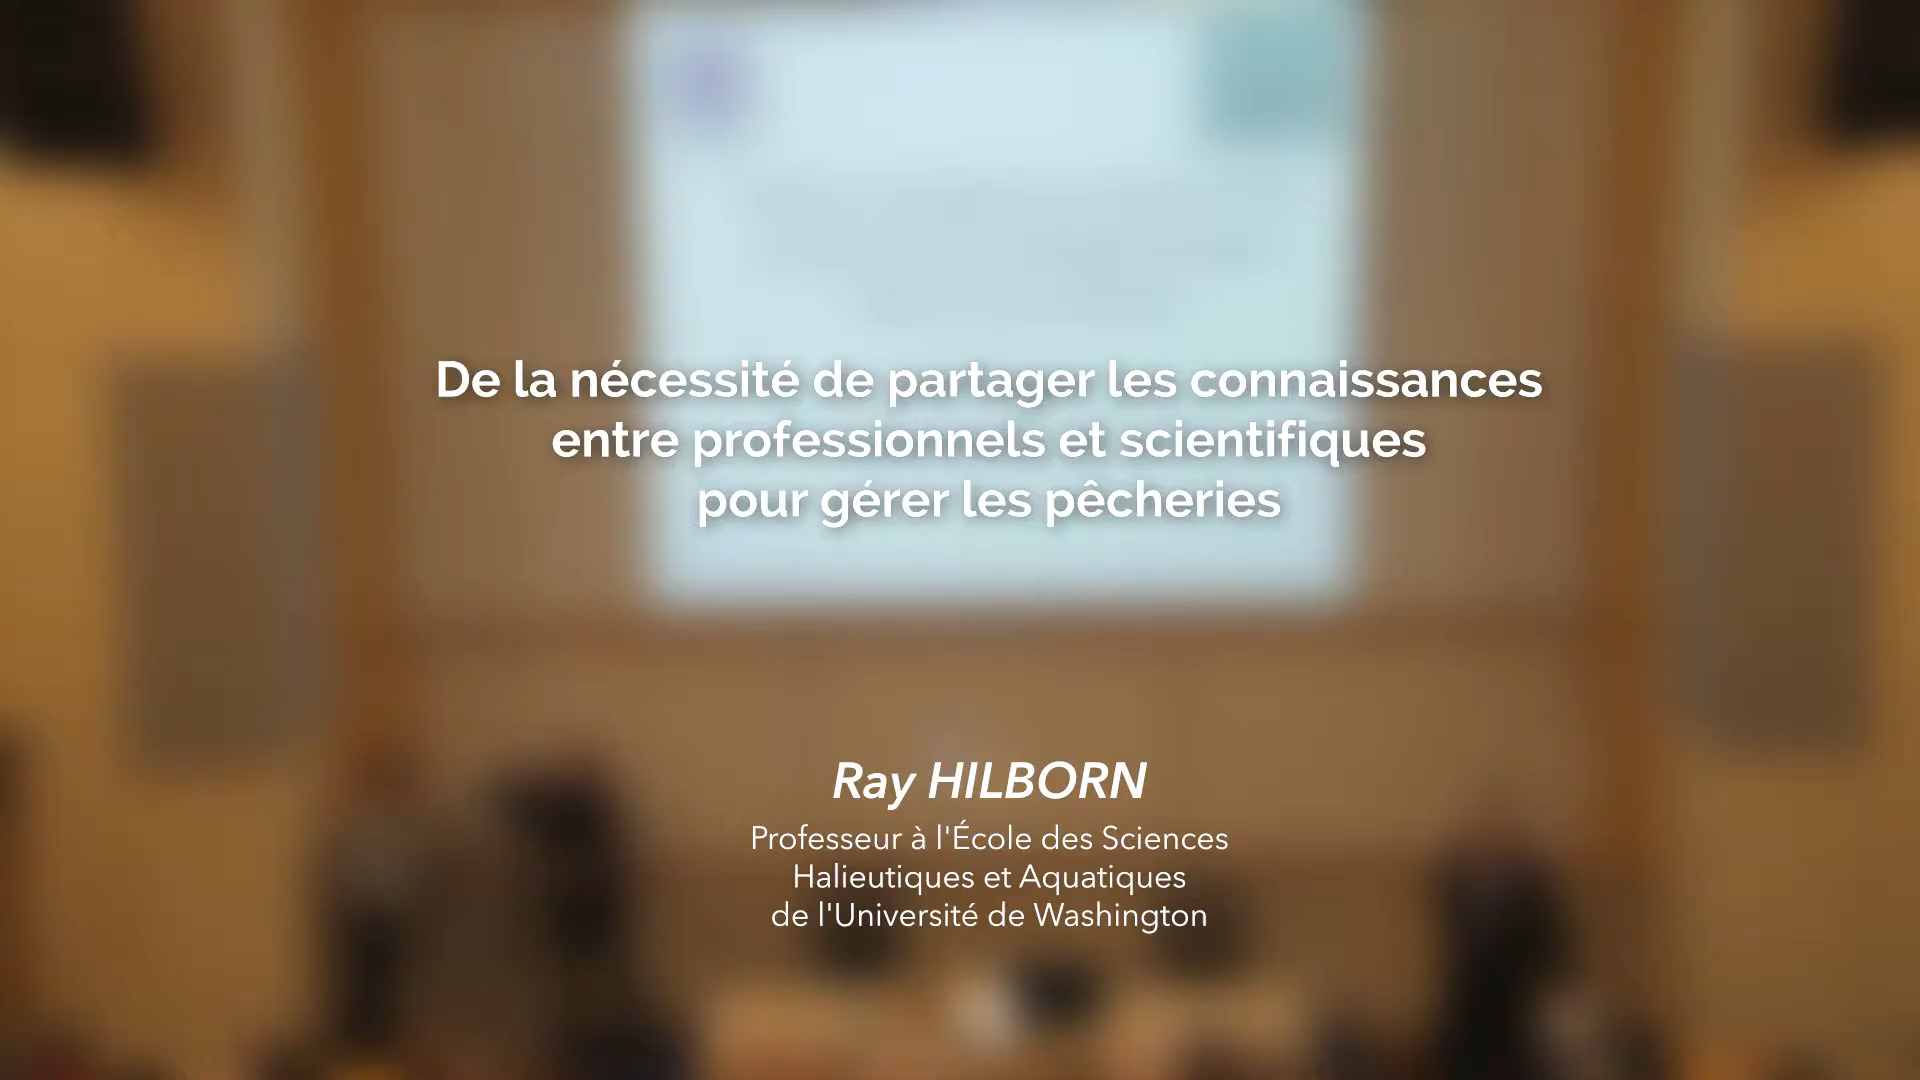 De la nécessité de partager les connaissances
entre professionnels et scientifiques
pour gérer les pêcheries
Ray HILBORN
Professeur à l'École des Sciences
Halieutiques et Aquatiques
de l'Université de Washington